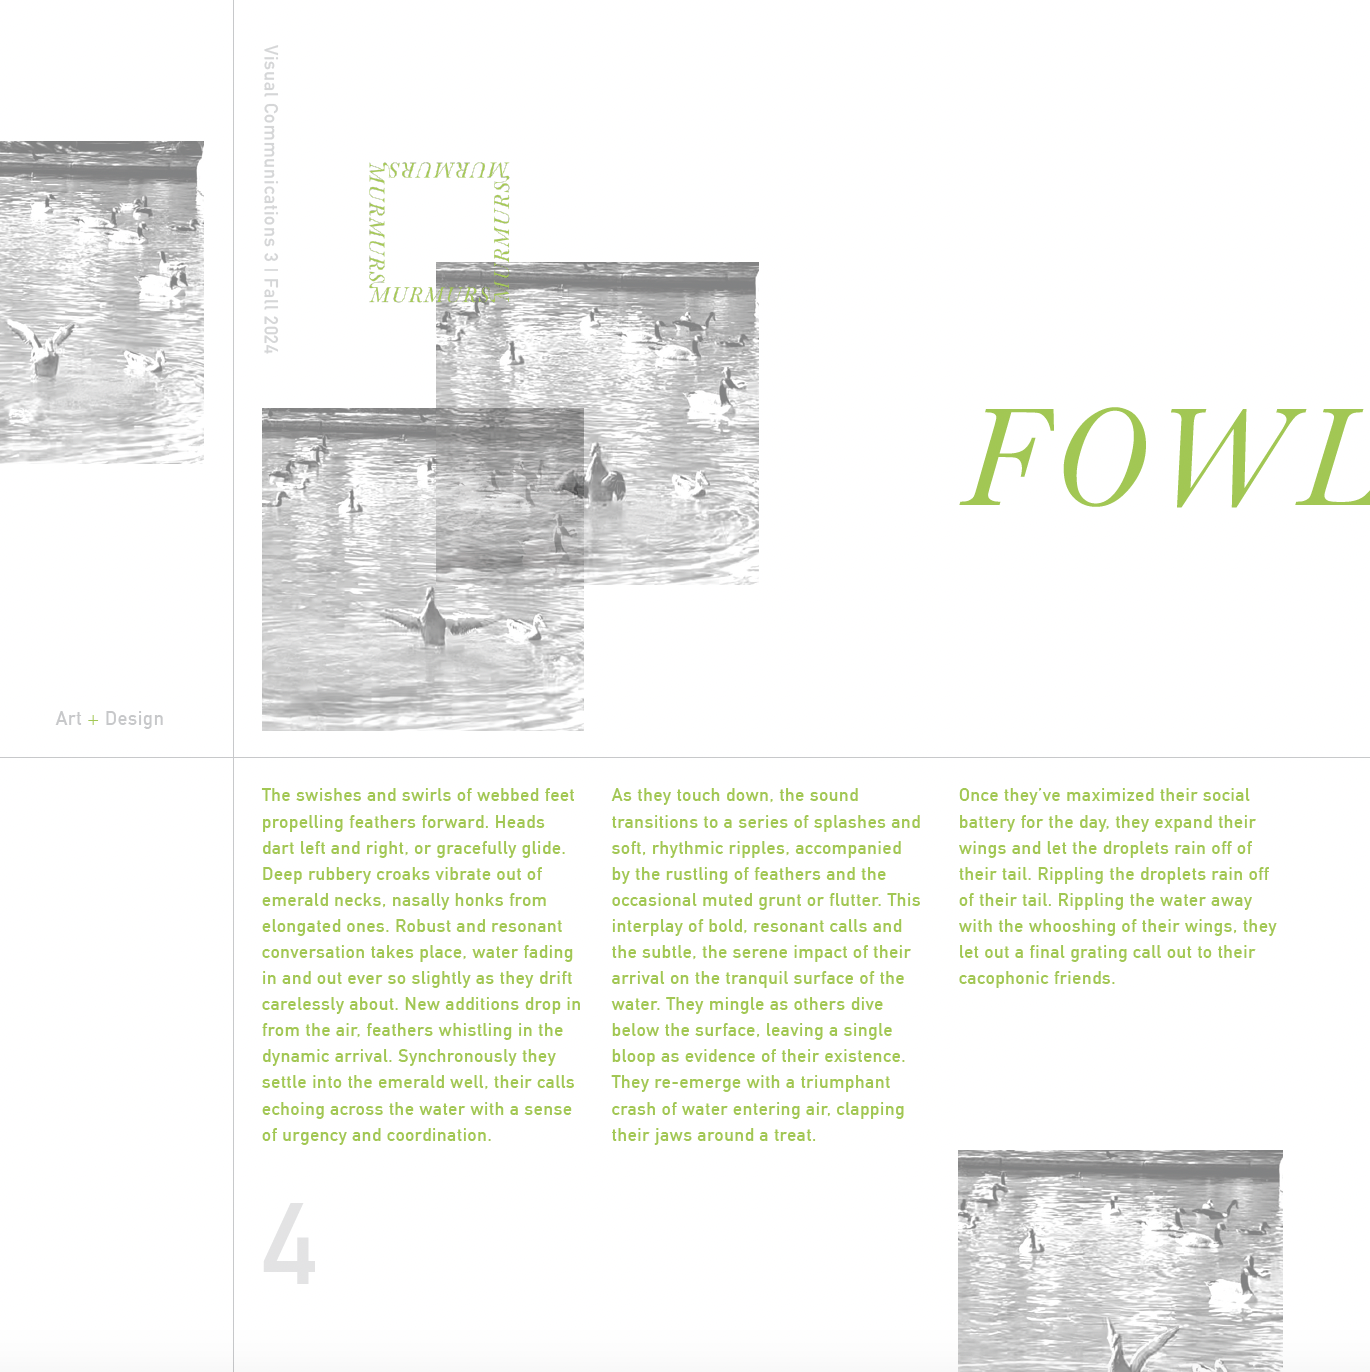 Visual Communications 3 | Fall 2024
MURMURS
MURMURS
MURMURS
MURMURS
FOWL
Art + Design
The swishes and swirls of webbed feet
propelling feathers forward. Heads
dart left and right, or gracefully glide.
Deep rubbery croaks vibrate out of
emerald necks, nasally honks from
elongated ones. Robust and resonant
conversation takes place, water fading
in and out ever so slightly as they drift
carelessly about. New additions drop in
from the air, feathers whistling in the
dynamic arrival. Synchronously they
settle into the emerald well, their calls
echoing across the water with a sense
of urgency and coordination.
As they touch down, the sound
transitions to a series of splashes and
soft, rhythmic ripples, accompanied
by the rustling of feathers and the
occasional muted grunt or flutter. This
interplay of bold, resonant calls and
the subtle, the serene impact of their
arrival on the tranquil surface of the
water. They mingle as others dive
below the surface, leaving a single
bloop as evidence of their existence.
They re-emerge with a triumphant
crash of water entering air, clapping
their jaws around a treat.
Once they’ve maximized their social
battery for the day, they expand their
wings and let the droplets rain off of
their tail. Rippling the droplets rain off
of their tail. Rippling the water away
with the whooshing of their wings, they
let out a final grating call out to their
cacophonic friends.
4